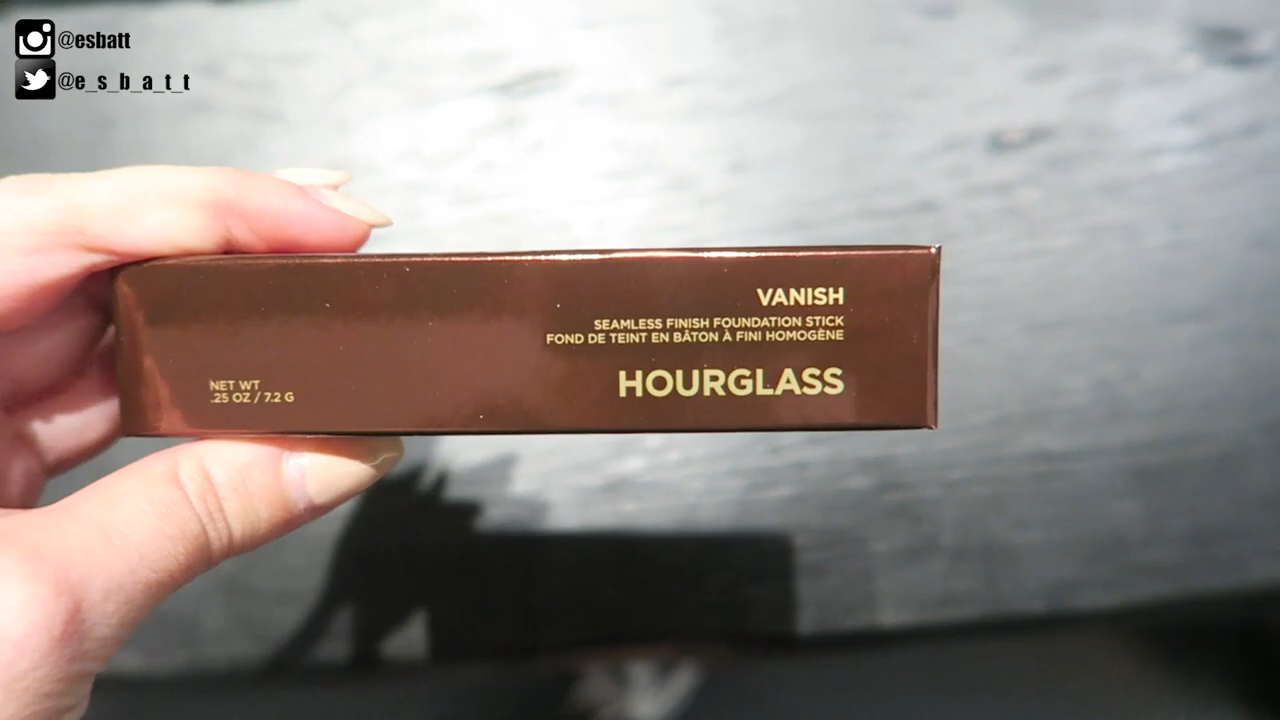 @esbatt
@e_s_b_a_t_t
VANISH
SEAMLESS FINISH FOUNDATION STICK
FOND DE TEINT EN BÂTON À FINI HOMOGÈNE
HOURGLASS
NET WT
.25 OZ / 7.2 G